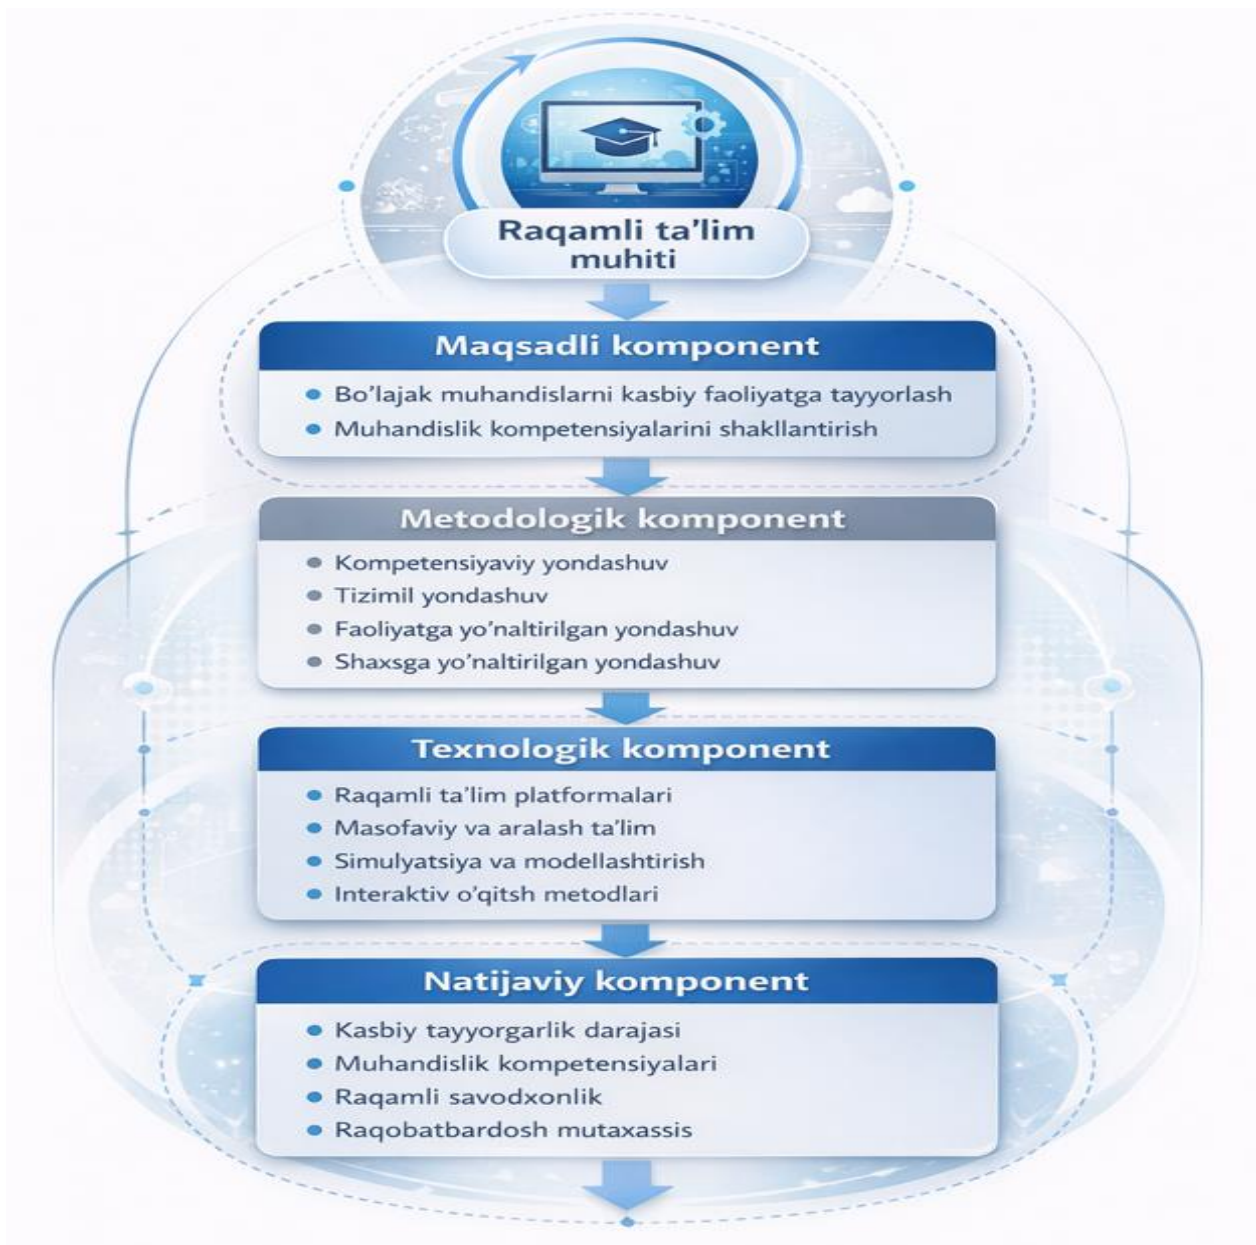 Raqamli ta'lim
muhiti
Maqsadli komponent
• Bo'lajak muhandislarni kasbiy faoliyatga tayyorlash
• Muhandislik kompetensiyalarini shakllantirish
Metodologik komponent
• Kompetensiyaviy yondashuv
• Tizimil yondashuv
• Faoliyatga yo'naltirilgan yondashuv
• Shaxsga yo'naltirilgan yondashuv
Texnologik komponent
• Raqamli ta'lim platformalari
• Masofaviy va aralash ta'lim
• Simulyatsiya va modellashtirish
• Interaktiv o'qitsh metodlari
Natijaviy komponent
• Kasbiy tayyorgarlik darajasi
• Muhandislik kompetensiyalari
• Raqamli savodxonlik
• Raqobatbardosh mutaxassis